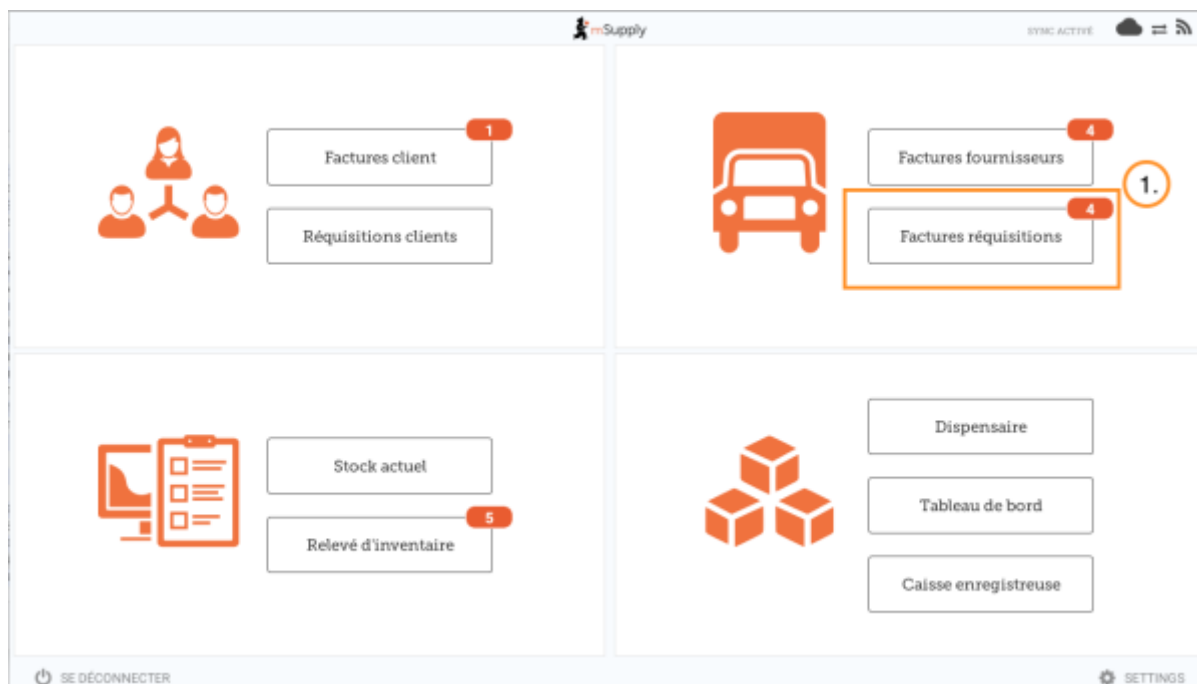 mSupply
SYNC ACTIVÉ
1
Factures client
Réquisitions clients
4
Factures fournisseurs
1.
4
Factures réquisitions
Stock actuel
5
Relevé d'inventaire
Dispensaire
Tableau de bord
Caisse enregistreuse
SE DÉCONNECTER
SETTINGS